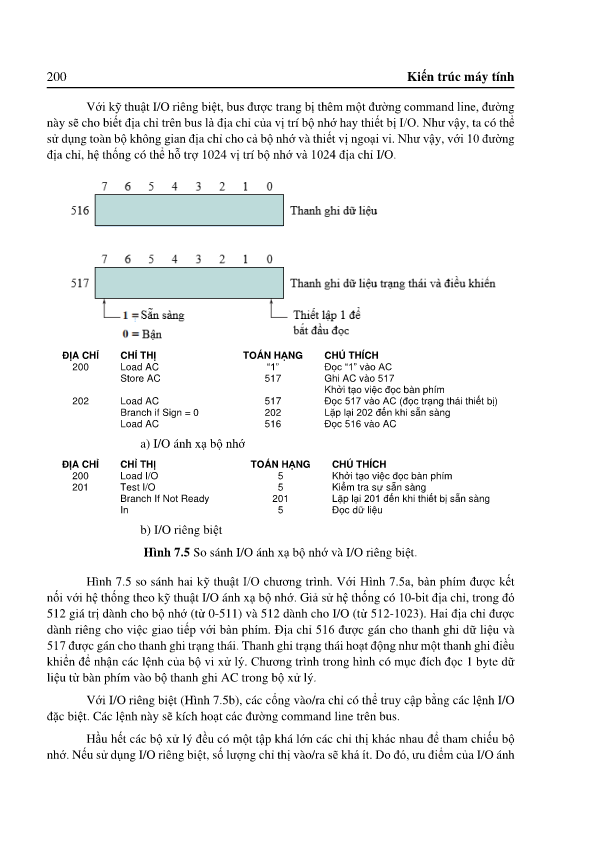 200 Kiến trúc máy tính
Với kỹ thuật I/O riêng biệt, bus được trang bị thêm một đường command line, đường
này sẽ cho biết địa chỉ trên bus là địa chỉ của vị trí bộ nhớ hay thiết bị I/O. Như vậy, ta có thể
sử dụng toàn bộ không gian địa chỉ cho cả bộ nhớ và thiết vị ngoại vi. Như vậy, với 10 đường
địa chỉ, hệ thống có thể hỗ trợ 1024 vị trí bộ nhớ và 1024 địa chỉ I/O.
7 6 5 4 3 2 1 0
516 Thanh ghi dữ liệu
7 6 5 4 3 2 1 0
517 Thanh ghi dữ liệu trạng thái và điều khiển
1 = Sẵn sàng Thiết lập 1 để
0 = Bận bắt đầu đọc
ĐỊA CHỈ CHỈ THỊ TOÁN HẠNG CHÚ THÍCH
200 Load AC “1” Đọc “1” vào AC
Store AC 517 Ghi AC vào 517
Khởi tạo việc đọc bàn phím
202 Load AC 517 Đọc 517 vào AC (đọc trạng thái thiết bị)
Branch if Sign = 0 202 Lặp lại 202 đến khi sẵn sàng
Load AC 516 Đọc 516 vào AC
a) I/O ánh xạ bộ nhớ
ĐỊA CHỈ CHỈ THỊ TOÁN HẠNG CHÚ THÍCH
200 Load I/O 5 Khởi tạo việc đọc bàn phím
201 Test I/O 5 Kiểm tra sự sẵn sàng
Branch If Not Ready 201 Lặp lại 201 đến khi thiết bị sẵn sàng
In 5 Đọc dữ liệu
b) I/O riêng biệt
Hình 7.5 So sánh I/O ánh xạ bộ nhớ và I/O riêng biệt.
Hình 7.5 so sánh hai kỹ thuật I/O chương trình. Với Hình 7.5a, bàn phím được kết
nối với hệ thống theo kỹ thuật I/O ánh xạ bộ nhớ. Giả sử hệ thống có 10-bit địa chỉ, trong đó
512 giá trị dành cho bộ nhớ (từ 0-511) và 512 dành cho I/O (từ 512-1023). Hai địa chỉ được
dành riêng cho việc giao tiếp với bàn phím. Địa chỉ 516 được gán cho thanh ghi dữ liệu và
517 được gán cho thanh ghi trạng thái. Thanh ghi trạng thái hoạt động như một thanh ghi điều
khiển để nhận các lệnh của bộ vi xử lý. Chương trình trong hình có mục đích đọc 1 byte dữ
liệu từ bàn phím vào bộ thanh ghi AC trong bộ xử lý.
Với I/O riêng biệt (Hình 7.5b), các cổng vào/ra chỉ có thể truy cập bằng các lệnh I/O
đặc biệt. Các lệnh này sẽ kích hoạt các đường command line trên bus.
Hầu hết các bộ xử lý đều có một tập khá lớn các chỉ thị khác nhau để tham chiếu bộ
nhớ. Nếu sử dụng I/O riêng biệt, số lượng chỉ thị vào/ra sẽ khá ít. Do đó, ưu điểm của I/O ánh